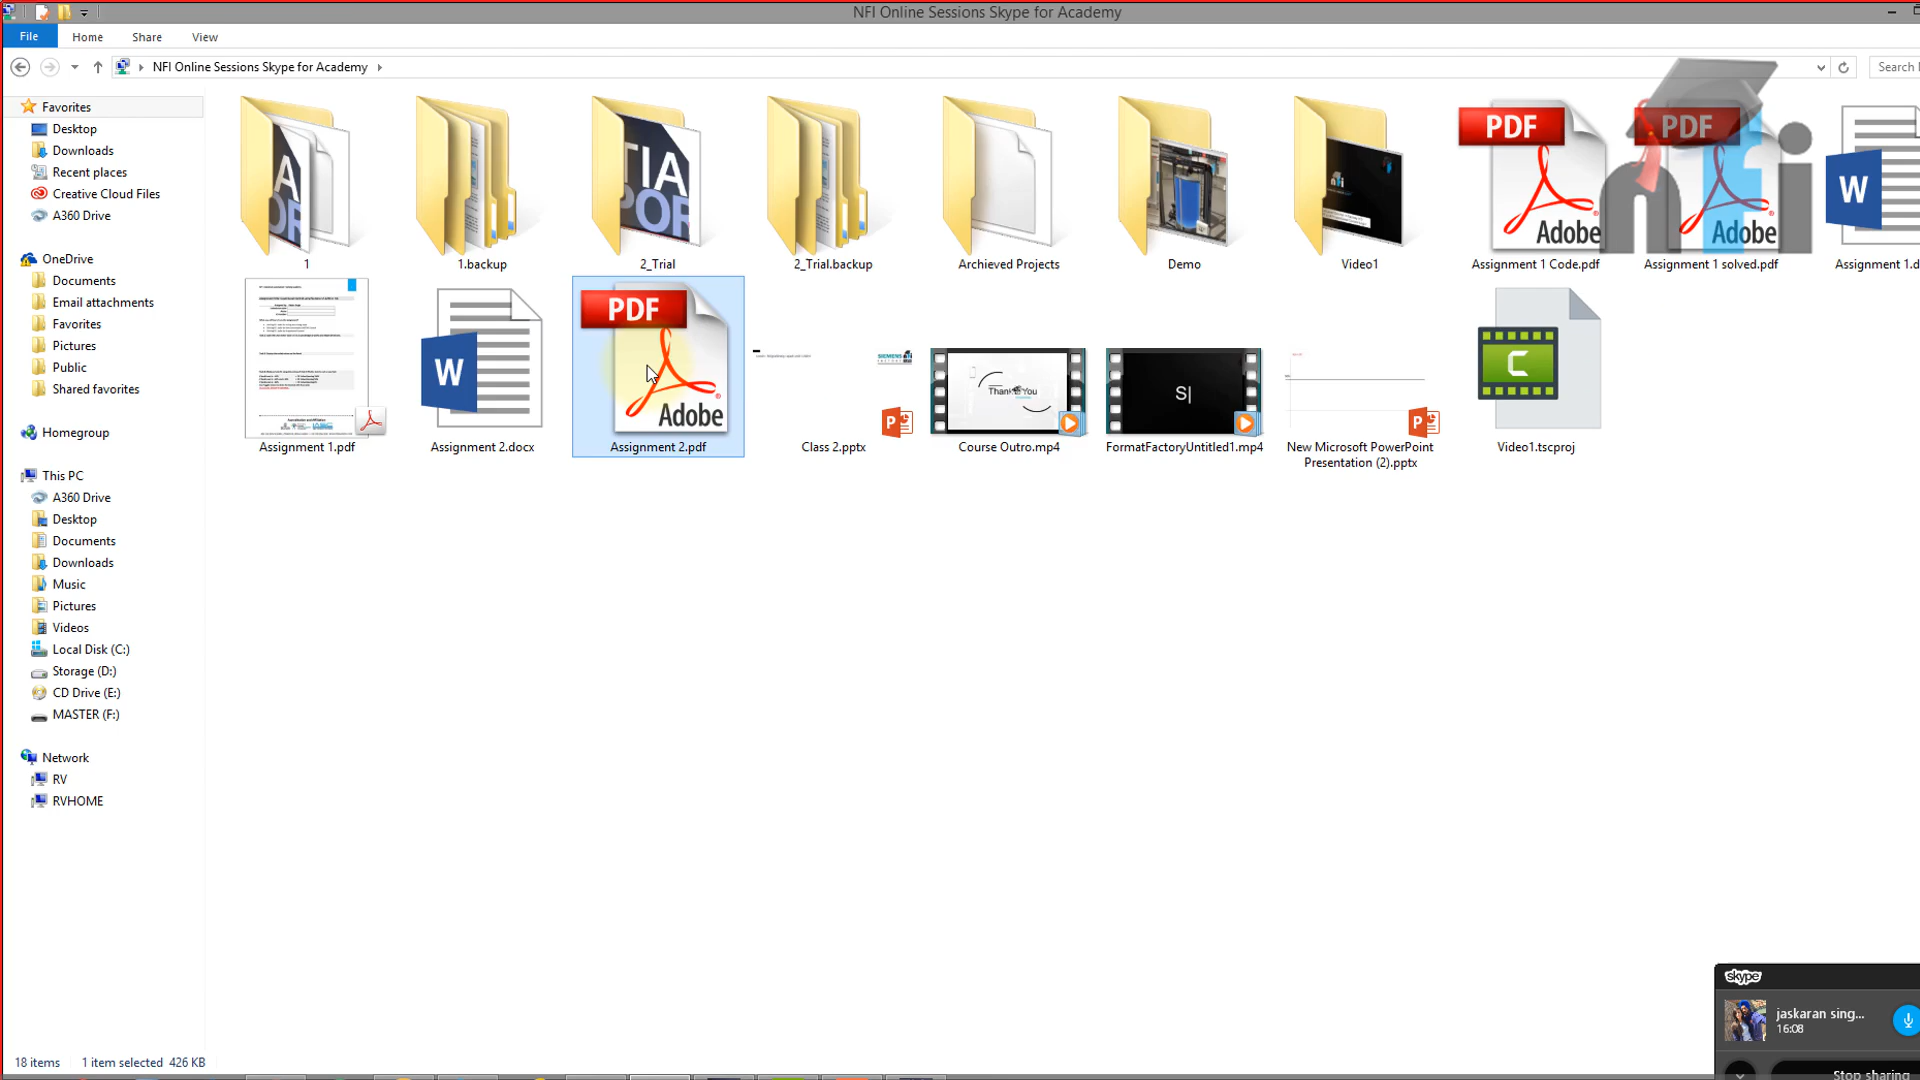 NFI Online Sessions Skype for Academy
File Home Share View
NFI Online Sessions Skype for Academy
Search
Favorites
Desktop
Downloads
Recent places
Creative Cloud Files
A360 Drive
OneDrive
Documents
Email attachments
Favorites
Pictures
Public
Shared favorites
Homegroup
This PC
A360 Drive
Desktop
Documents
Downloads
Music
Pictures
Videos
Local Disk (C:)
Storage (D:)
CD Drive (E:)
MASTER (F:)
Network
RV
RVHOME
PDF PDF
nfi
Adobe Adobe W
1 1.backup 2_Trial 2_Trial.backup Archieved Projects Demo Video1 Assignment 1 Code.pdf Assignment 1 solved.pdf Assignment 1.d
PDF
SIEMENS
W Adobe Thank You S| C
Assignment 1.pdf Assignment 2.docx Assignment 2.pdf Class 2.pptx Course Outro.mp4 FormatFactoryUntitled1.mp4 New Microsoft PowerPoint Video1.tscproj
Presentation (2).pptx
skype
jaskaran sing...
16:08
Stop sharing
18 items 1 item selected 426 KB